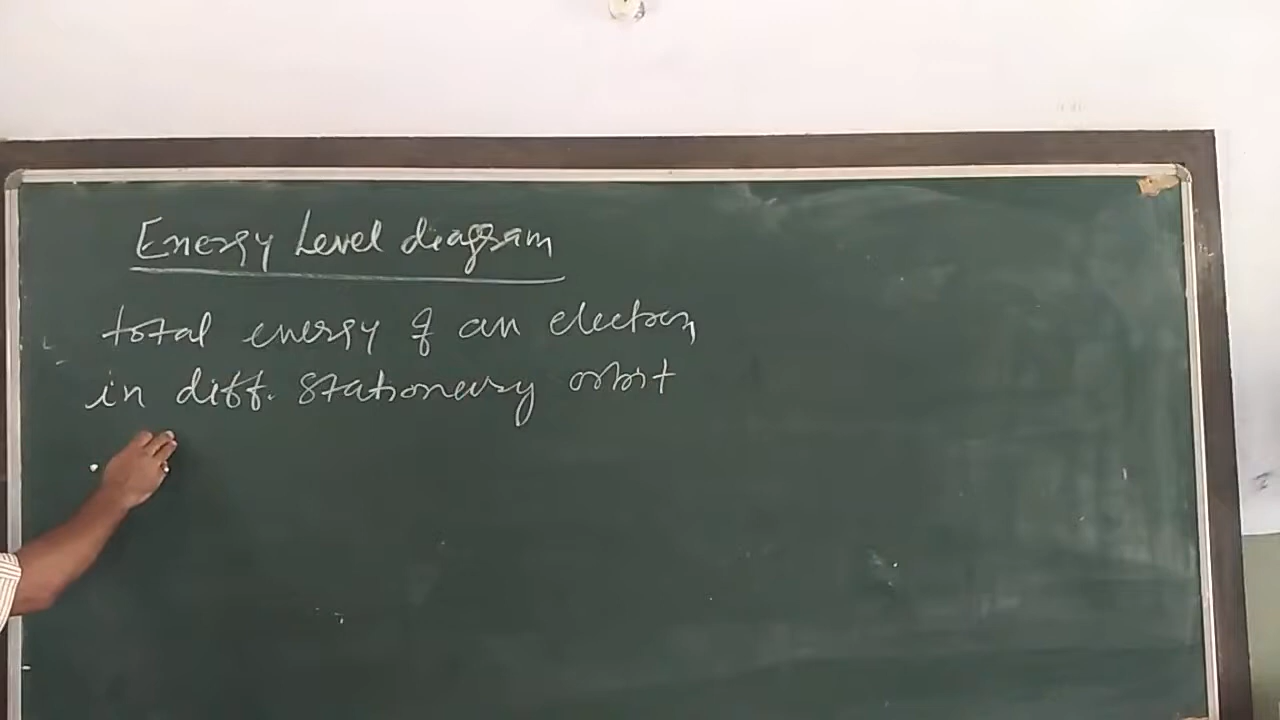 Energy Level diagram
total energy of an electron
in diff. stationary orbit